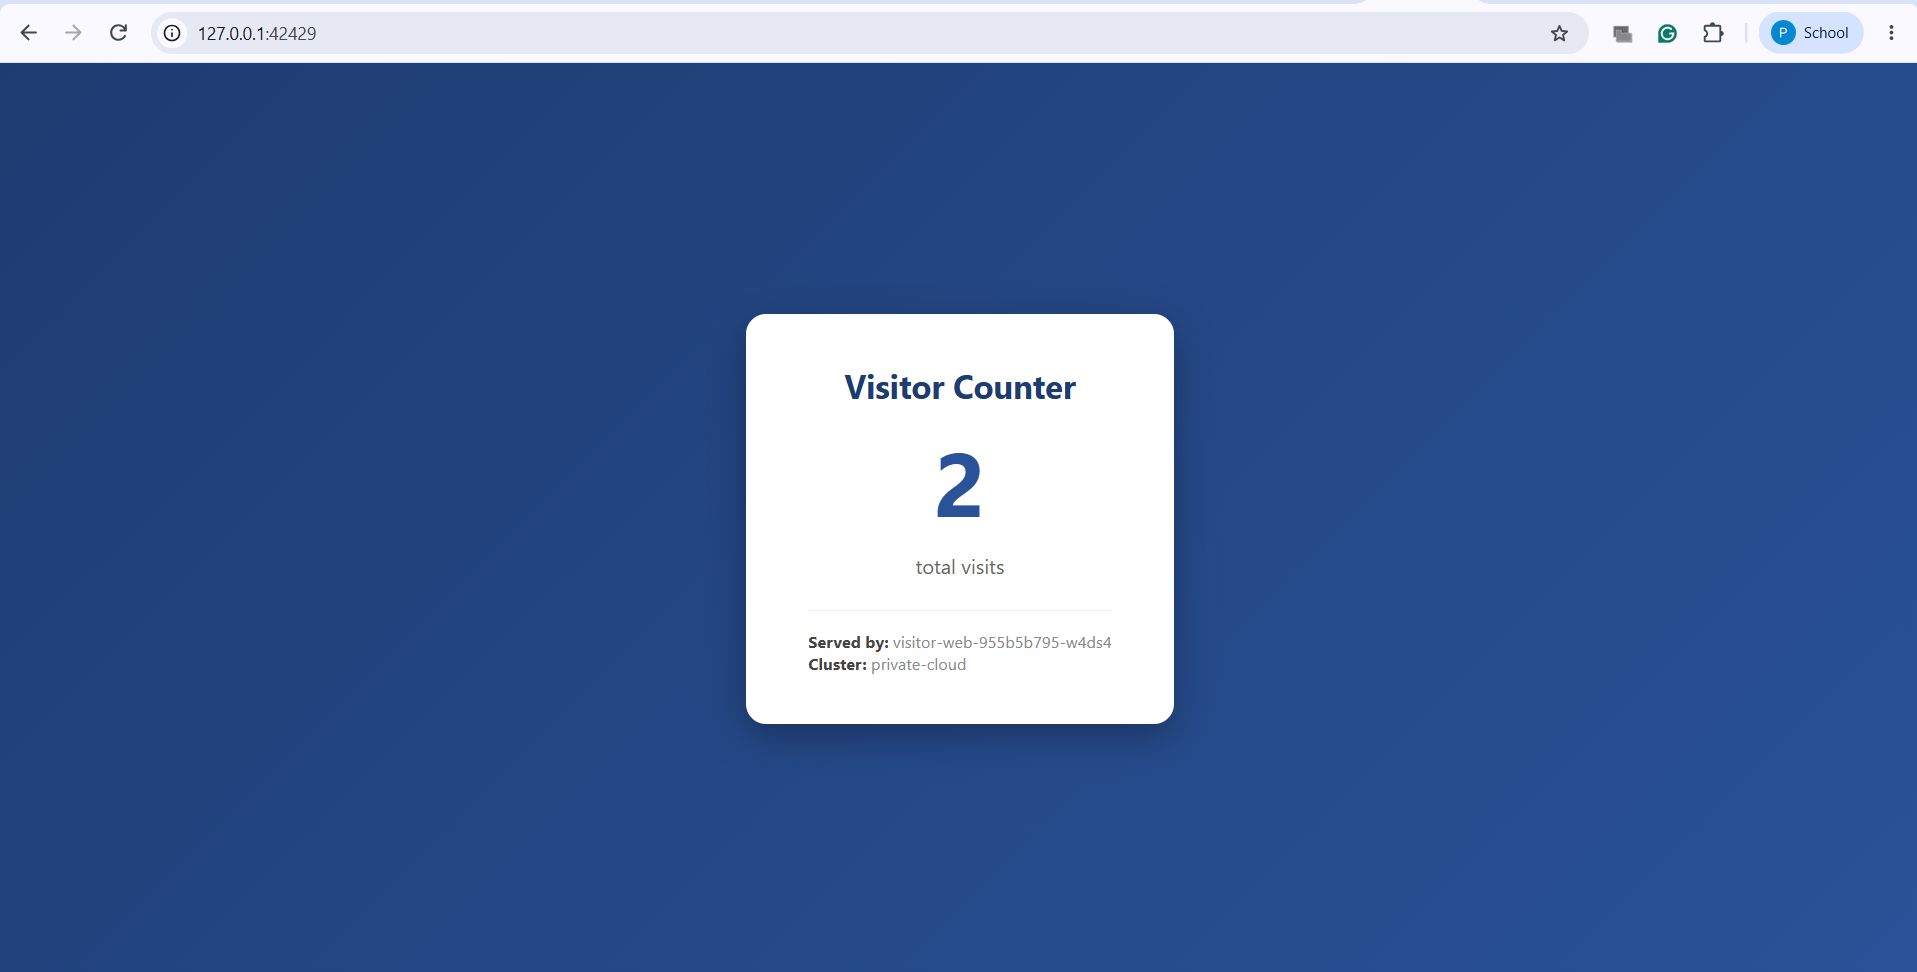 127.0.0.1:42429
P School
Visitor Counter
2
total visits
Served by: visitor-web-955b5b795-w4ds4
Cluster: private-cloud